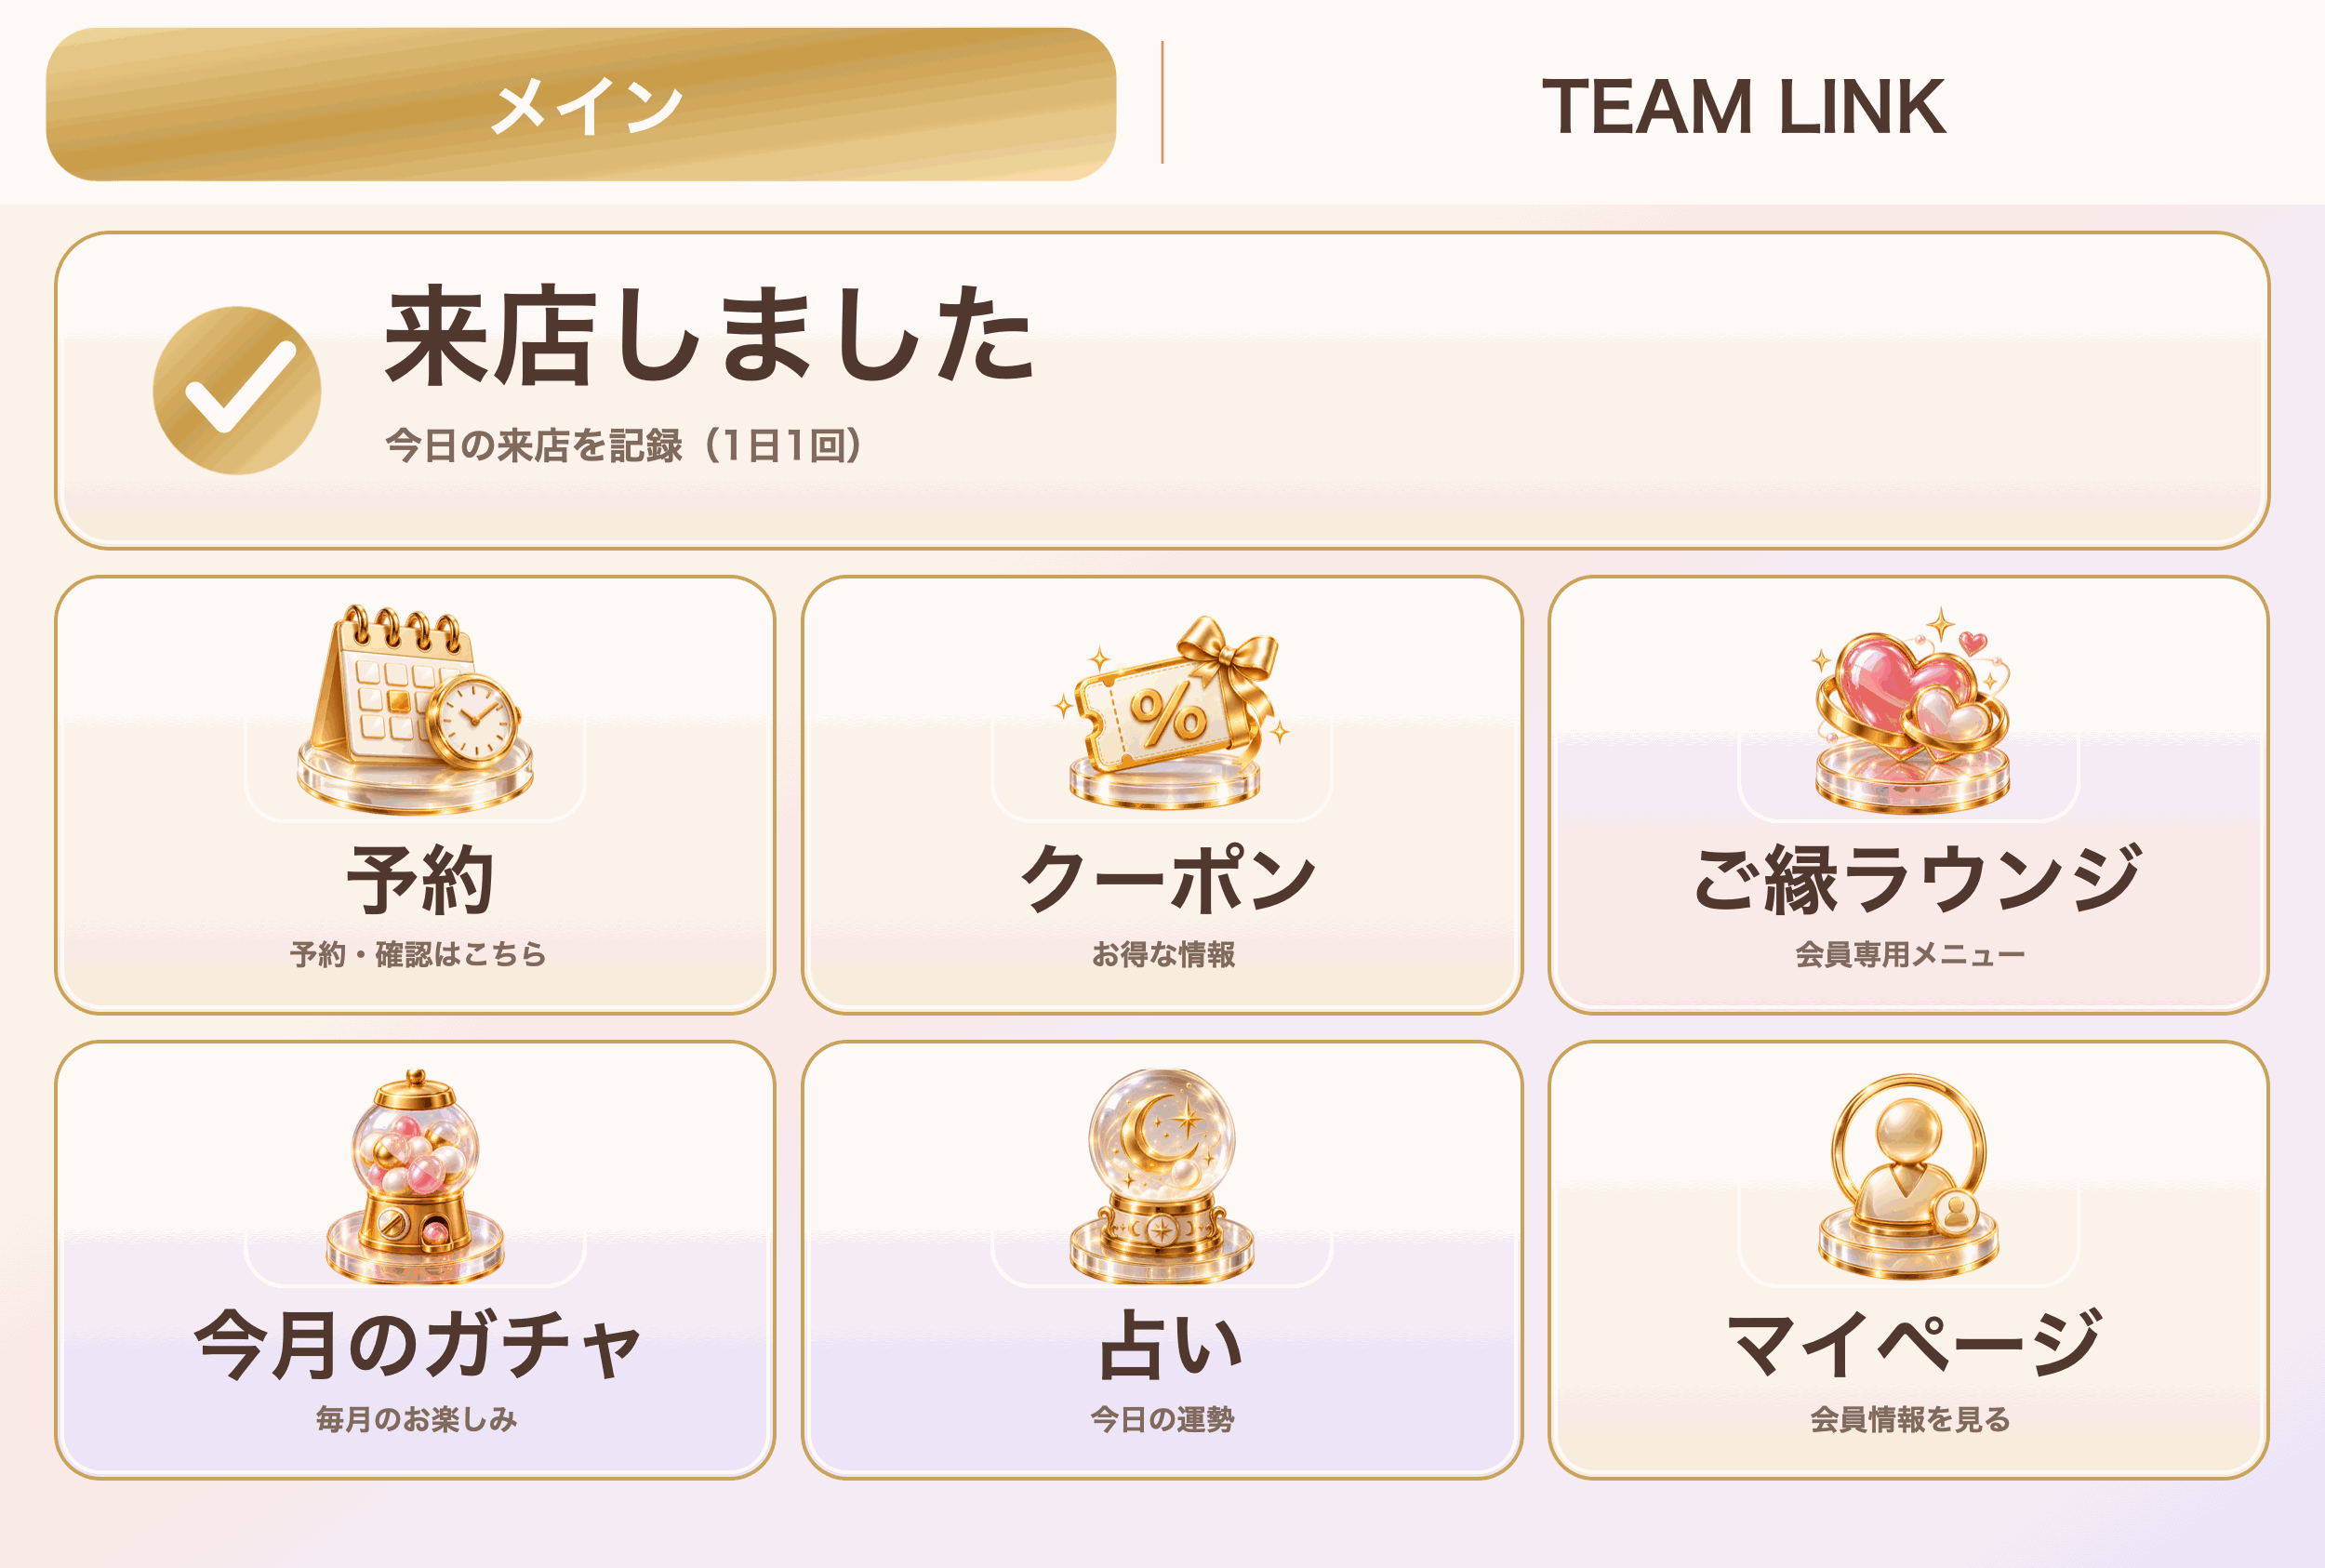 メイン
TEAM LINK
来店しました
今日の来店を記録（1日1回）
予約
予約・確認はこちら
%
クーポン
お得な情報
ご縁ラウンジ
会員専用メニュー
今月のガチャ
毎月のお楽しみ
占い
今日の運勢
マイページ
会員情報を見る